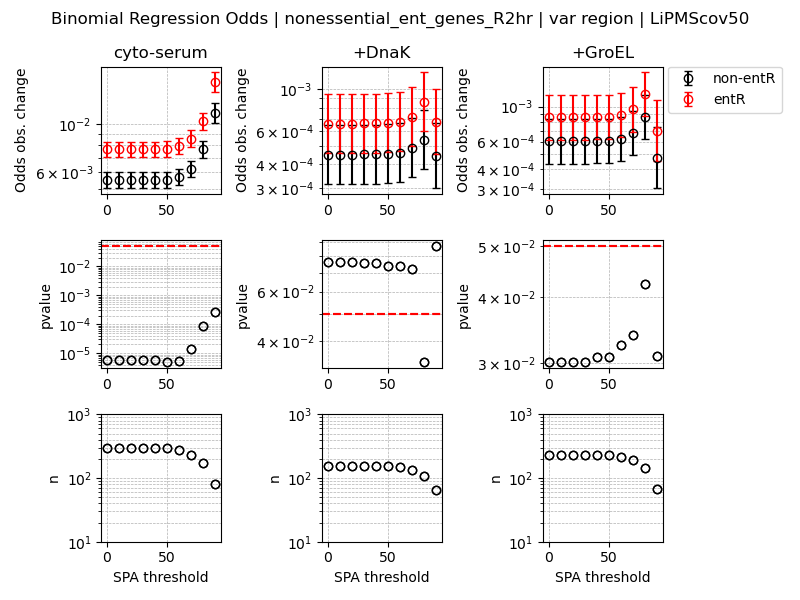 Binomial Regression Odds | nonessential_ent_genes_R2hr | var region | LiPMScov50
cyto-serum
+DnaK
+GroEL
Odds obs. change
10⁻²
6 × 10⁻³
0
50
Odds obs. change
10⁻³
6 × 10⁻⁴
4 × 10⁻⁴
3 × 10⁻⁴
0
50
Odds obs. change
10⁻³
6 × 10⁻⁴
4 × 10⁻⁴
3 × 10⁻⁴
0
50
non-entR
entR
pvalue
10⁻²
10⁻³
10⁻⁴
10⁻⁵
0
50
pvalue
6 × 10⁻²
4 × 10⁻²
0
50
pvalue
5 × 10⁻²
4 × 10⁻²
3 × 10⁻²
0
50
n
10³
10²
10¹
0
50
SPA threshold
n
10³
10²
10¹
0
50
SPA threshold
n
10³
10²
10¹
0
50
SPA threshold